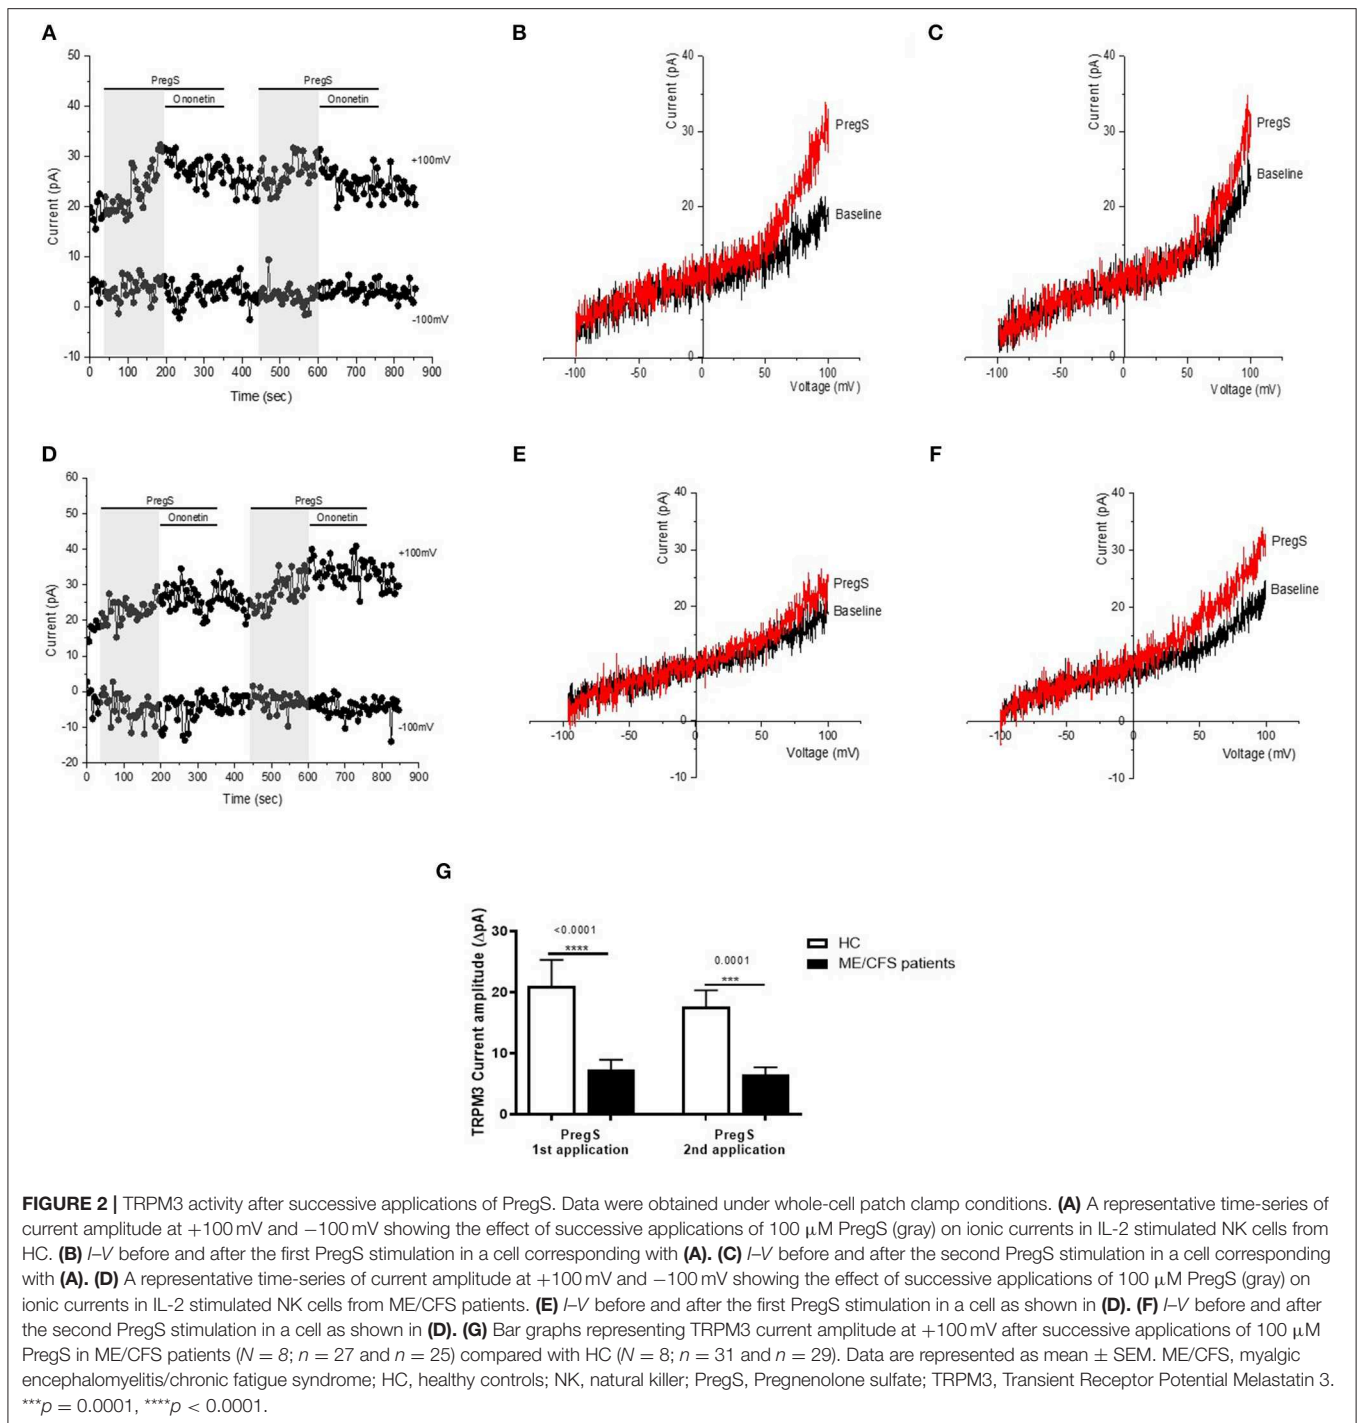 A
50
40
30
20
10
0
-10
Current (pA)
PregS
Ononetin
PregS
Ononetin
+100mV
-100mV
0 100 200 300 400 500 600 700 800 900
Time (sec)
B
40
30
20
10
0
Current (pA)
PregS
Baseline
-100 -50 0 50 100
Voltage (mV)
C
40
30
20
10
0
Current (pA)
PregS
Baseline
-100 -50 0 50 100
Voltage (mV)
D
60
50
40
30
20
10
0
-10
-20
Current (pA)
PregS
Ononetin
PregS
Ononetin
+100mV
-100mV
0 100 200 300 400 500 600 700 800 900
Time (sec)
E
40
30
20
10
0
-10
Current (pA)
PregS
Baseline
-100 -50 0 50 100
Voltage (mV)
F
40
30
20
10
0
-10
Current (pA)
PregS
Baseline
-100 -50 0 50 100
Voltage (mV)
G
TRPM3 Current amplitude (ΔpA)
30
20
10
0
<0.0001
****
0.0001
***
HC
ME/CFS patients
PregS
1st application
PregS
2nd application
FIGURE 2 | TRPM3 activity after successive applications of PregS. Data were obtained under whole-cell patch clamp conditions. (A) A representative time-series of
current amplitude at +100 mV and −100 mV showing the effect of successive applications of 100 μM PregS (gray) on ionic currents in IL-2 stimulated NK cells from
HC. (B) I–V before and after the first PregS stimulation in a cell corresponding with (A). (C) I–V before and after the second PregS stimulation in a cell corresponding
with (A). (D) A representative time-series of current amplitude at +100 mV and −100 mV showing the effect of successive applications of 100 μM PregS (gray) on
ionic currents in IL-2 stimulated NK cells from ME/CFS patients. (E) I–V before and after the first PregS stimulation in a cell as shown in (D). (F) I–V before and after
the second PregS stimulation in a cell as shown in (D). (G) Bar graphs representing TRPM3 current amplitude at +100 mV after successive applications of 100 μM
PregS in ME/CFS patients (N = 8; n = 27 and n = 25) compared with HC (N = 8; n = 31 and n = 29). Data are represented as mean ± SEM. ME/CFS, myalgic
encephalomyelitis/chronic fatigue syndrome; HC, healthy controls; NK, natural killer; PregS, Pregnenolone sulfate; TRPM3, Transient Receptor Potential Melastatin 3.
***p = 0.0001, ****p < 0.0001.